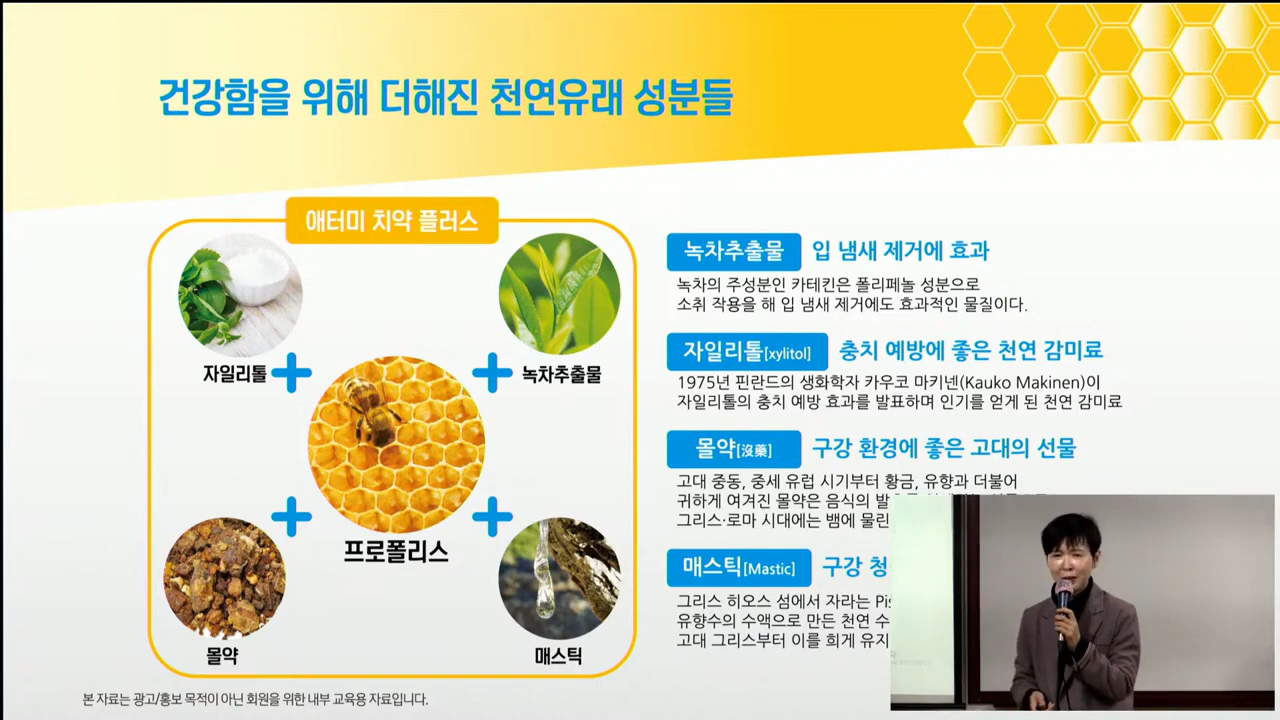 건강함을 위해 더해진 천연유래 성분들
애터미 치약 플러스
자일리톨
녹차추출물
프로폴리스
몰약
매스틱
녹차추출물 입 냄새 제거에 효과
녹차의 주성분인 카테킨은 폴리페놀 성분으로
소취 작용을 해 입 냄새 제거에도 효과적인 물질이다.
자일리톨[xylitol] 충치 예방에 좋은 천연 감미료
1975년 핀란드의 생화학자 카우코 마키넨(Kauko Makinen)이
자일리톨의 충치 예방 효과를 발표하며 인기를 얻게 된 천연 감미료
몰약[沒藥] 구강 환경에 좋은 고대의 선물
고대 중동, 중세 유럽 시기부터 황금, 유향과 더불어
귀하게 여겨진 몰약은 음식의
그리스·로마 시대에는 뱀에 물린
매스틱[Mastic] 구강 청
그리스 히오스 섬에서 자라는
유향수의 수액으로 만든 천연 수
고대 그리스부터 이를 희게 유지
본 자료는 광고/홍보 목적이 아닌 회원을 위한 내부 교육용 자료입니다.